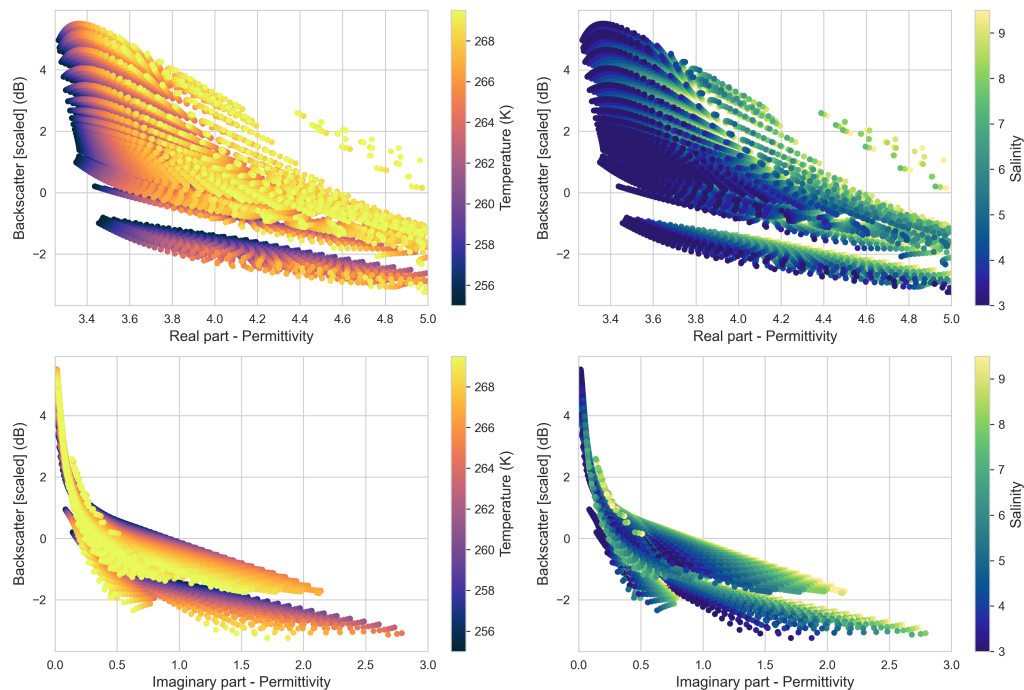 Backscatter [scaled] (dB)
4
2
0
−2
3.4 3.6 3.8 4.0 4.2 4.4 4.6 4.8 5.0
Real part - Permittivity
268
266
264
262
260
258
256
Temperature (K)
Backscatter [scaled] (dB)
4
2
0
−2
3.4 3.6 3.8 4.0 4.2 4.4 4.6 4.8 5.0
Real part - Permittivity
9
8
7
6
5
4
3
Salinity
Backscatter [scaled] (dB)
4
2
0
−2
0.0 0.5 1.0 1.5 2.0 2.5 3.0
Imaginary part - Permittivity
268
266
264
262
260
258
256
Temperature (K)
Backscatter [scaled] (dB)
4
2
0
−2
0.0 0.5 1.0 1.5 2.0 2.5 3.0
Imaginary part - Permittivity
9
8
7
6
5
4
3
Salinity